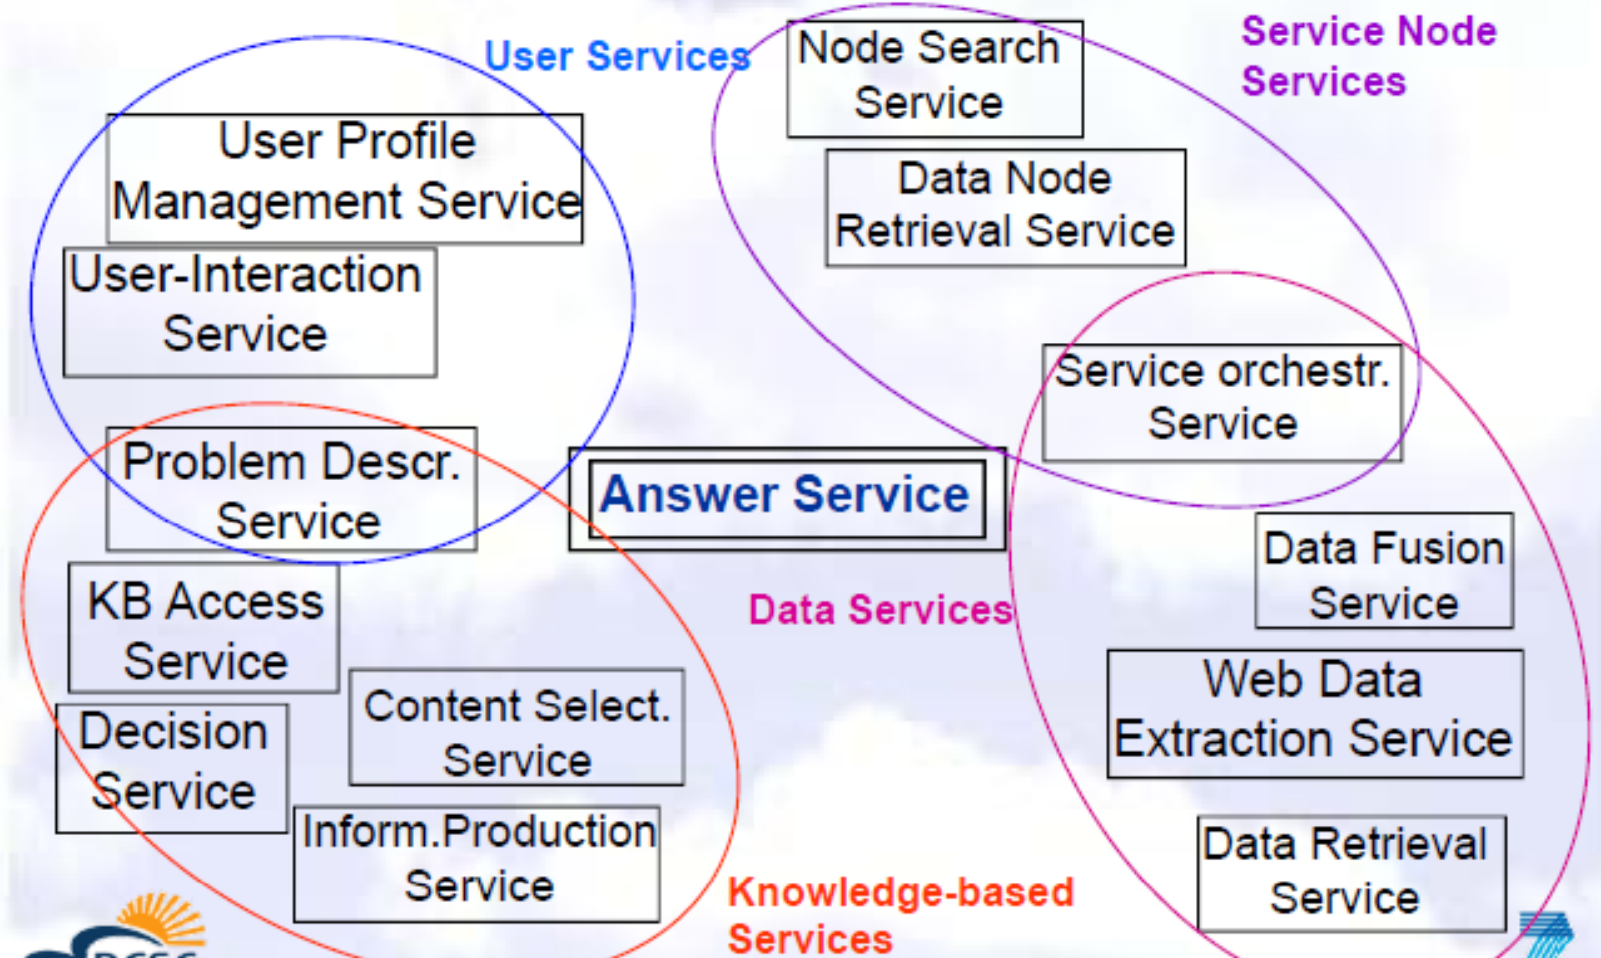 User Services
Node Search
Service
Service Node
Services
User Profile
Management Service
Data Node
Retrieval Service
User-Interaction
Service
Service orchestr.
Service
Problem Descr.
Service
Answer Service
Data Fusion
Service
KB Access
Service
Data Services
Web Data
Extraction Service
Content Select.
Service
Decision
Service
Inform.Production
Service
Data Retrieval
Service
Knowledge-based
Services